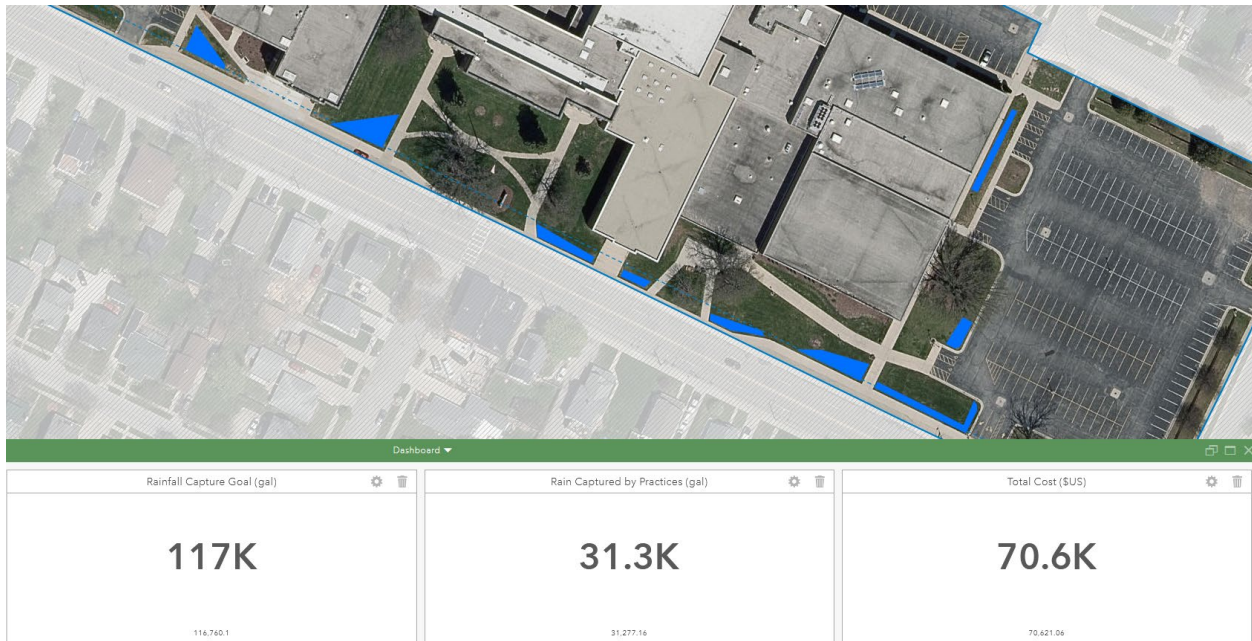 Dashboard
Rainfall Capture Goal (gal)
Rain Captured by Practices (gal)
Total Cost ($US)
117K
31.3K
70.6K
116,760.1
31,277.16
70,621.06